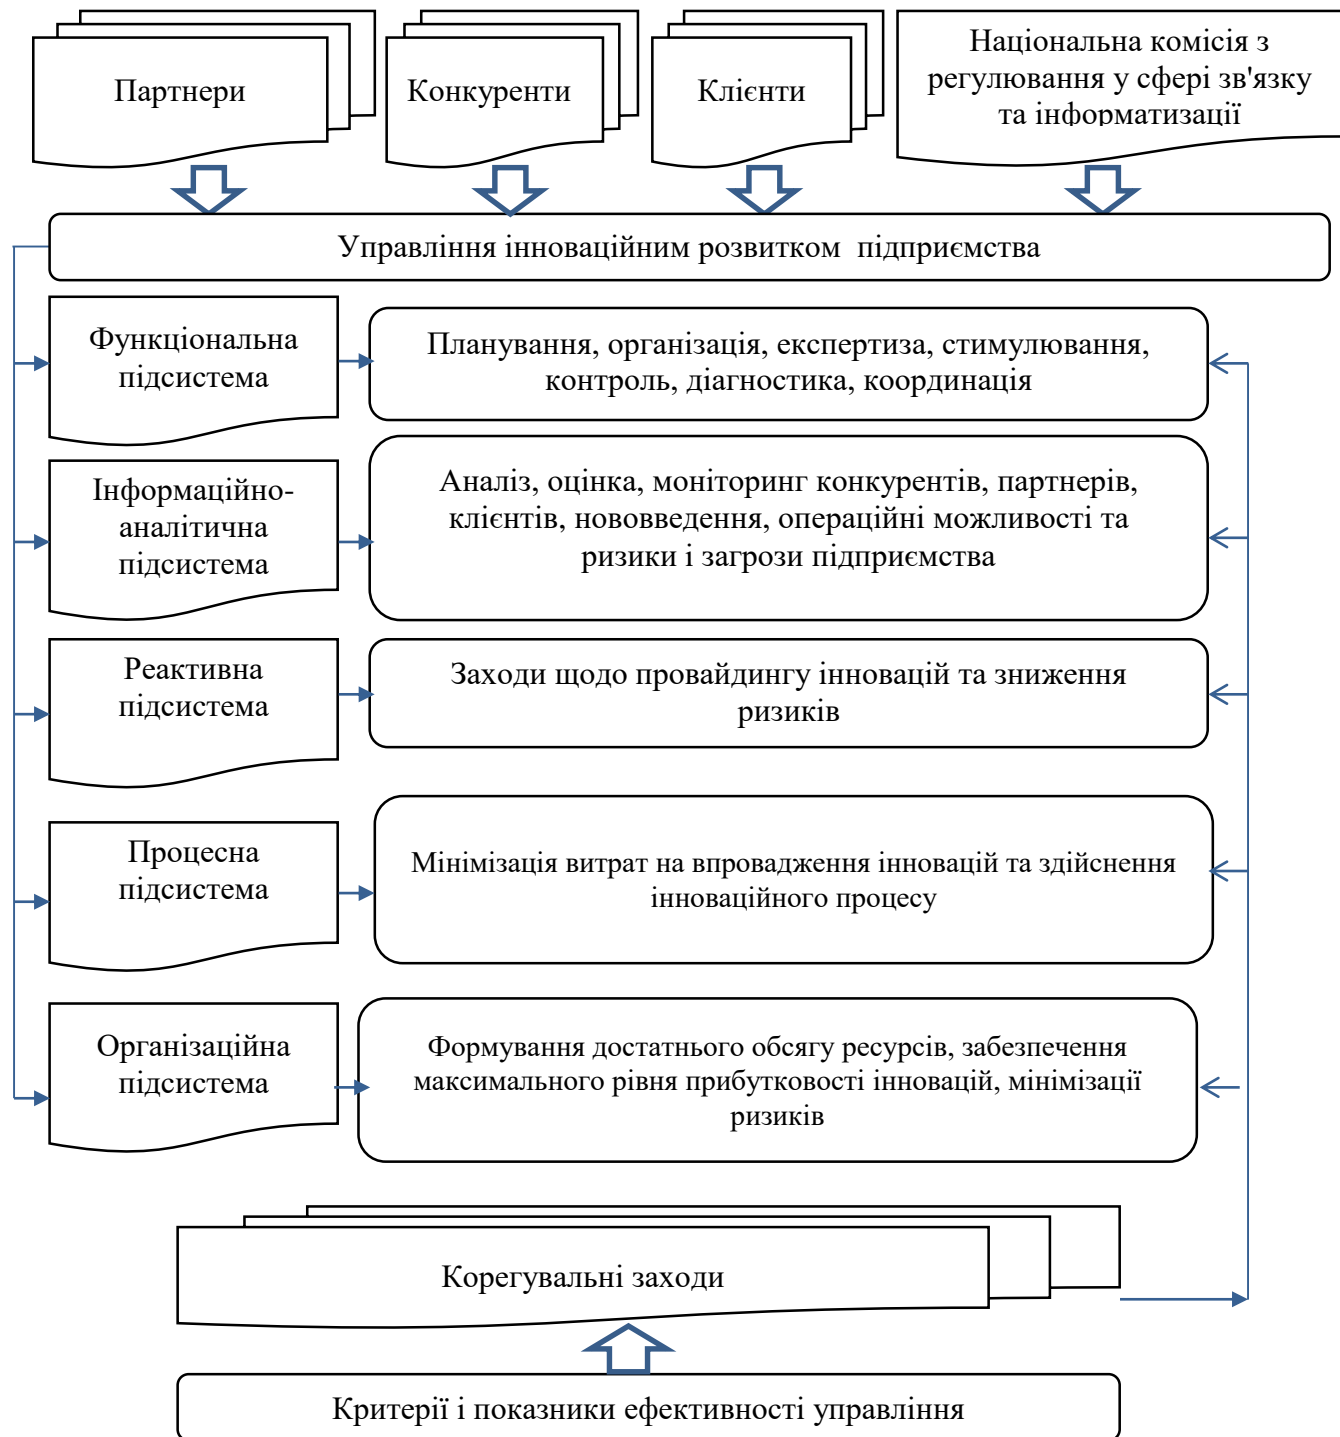 Партнери
Конкуренти
Клієнти
Національна комісія з
регулювання у сфері зв'язку
та інформатизації
Управління інноваційним розвитком підприємства
Функціональна
підсистема
Планування, організація, експертиза, стимулювання,
контроль, діагностика, координація
Інформаційно-
аналітична
підсистема
Аналіз, оцінка, моніторинг конкурентів, партнерів,
клієнтів, нововведення, операційні можливості та
ризики і загрози підприємства
Реактивна
підсистема
Заходи щодо провайдингу інновацій та зниження
ризиків
Процесна
підсистема
Мінімізація витрат на впровадження інновацій та здійснення
інноваційного процесу
Організаційна
підсистема
Формування достатнього обсягу ресурсів, забезпечення
максимального рівня прибутковості інновацій, мінімізації
ризиків
Корегувальні заходи
Критерії і показники ефективності управління